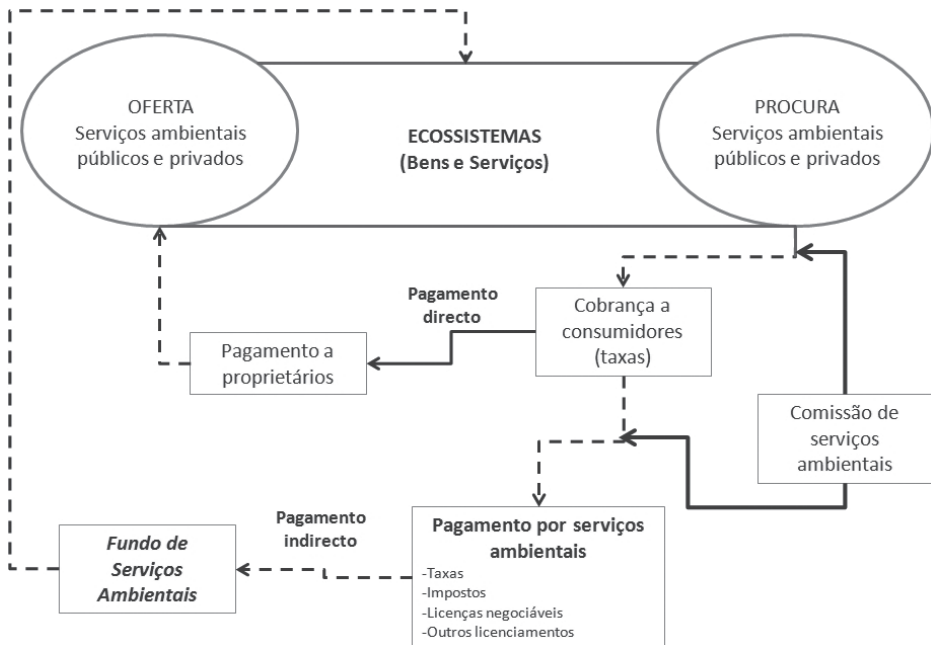 OFERTA
Serviços ambientais
públicos e privados
ECOSSISTEMAS
(Bens e Serviços)
PROCURA
Serviços ambientais
públicos e privados
Pagamento
directo
Cobrança a
consumidores
(taxas)
Pagamento a
proprietários
Comissão de
serviços
ambientais
Pagamento
indirecto
Pagamento por serviços
ambientais
-Taxas
-Impostos
-Licenças negociáveis
-Outros licenciamentos
Fundo de
Serviços
Ambientais